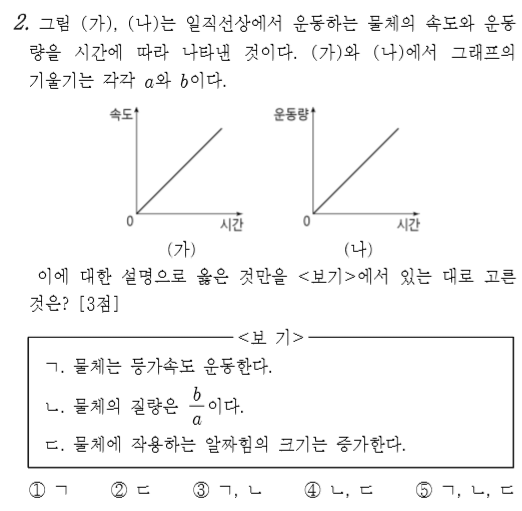 2. 그림 (가), (나)는 일직선상에서 운동하는 물체의 속도와 운동
량을 시간에 따라 나타낸 것이다. (가)와 (나)에서 그래프의
기울기는 각각 a와 b이다.
속도 운동량
0 시간 0 시간
(가) (나)
이에 대한 설명으로 옳은 것만을 <보기>에서 있는 대로 고른
것은? [3점]
<보 기>
ㄱ. 물체는 등가속도 운동한다.
ㄴ. 물체의 질량은 b/a이다.
ㄷ. 물체에 작용하는 알짜힘의 크기는 증가한다.
① ㄱ ② ㄷ ③ ㄱ, ㄴ ④ ㄴ, ㄷ ⑤ ㄱ, ㄴ, ㄷ